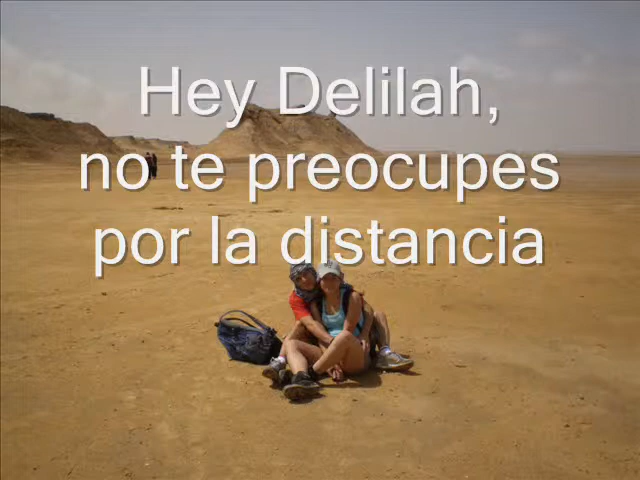 Hey Delilah,
no te preocupes
por la distancia